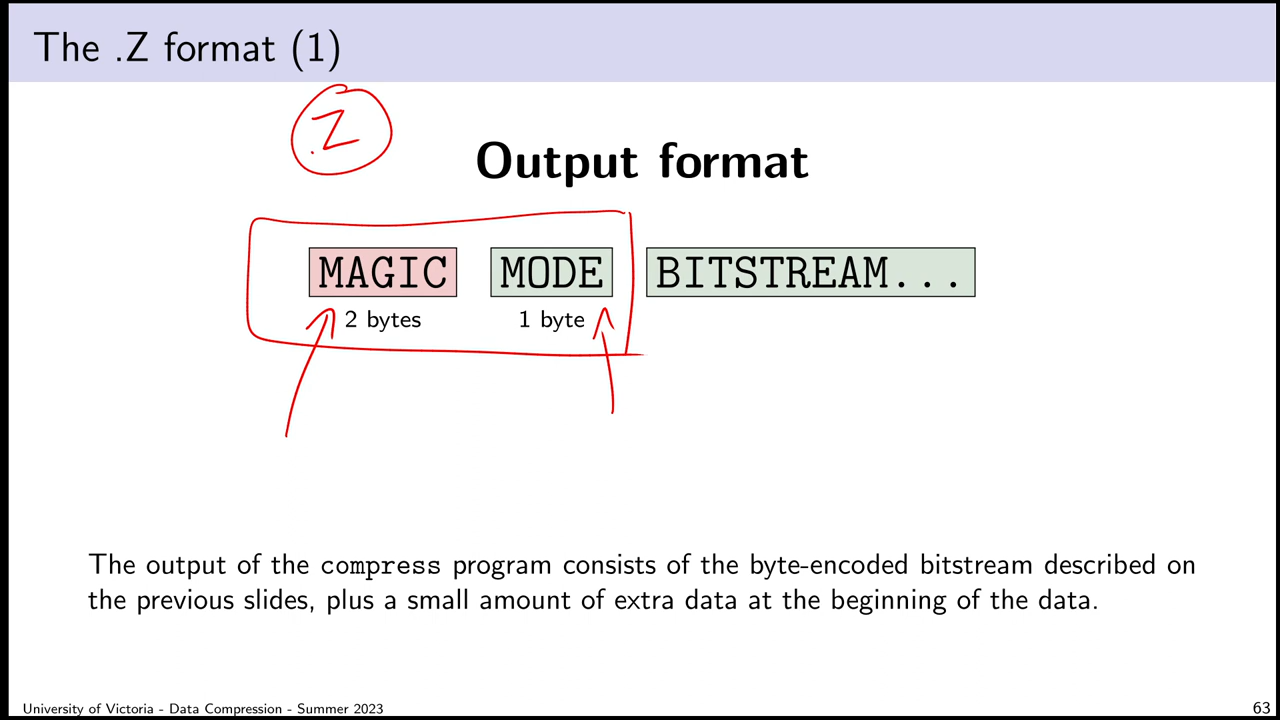 The .Z format (1)
.Z
Output format
MAGIC MODE BITSTREAM...
2 bytes 1 byte
The output of the compress program consists of the byte-encoded bitstream described on
the previous slides, plus a small amount of extra data at the beginning of the data.
University of Victoria - Data Compression - Summer 2023 63